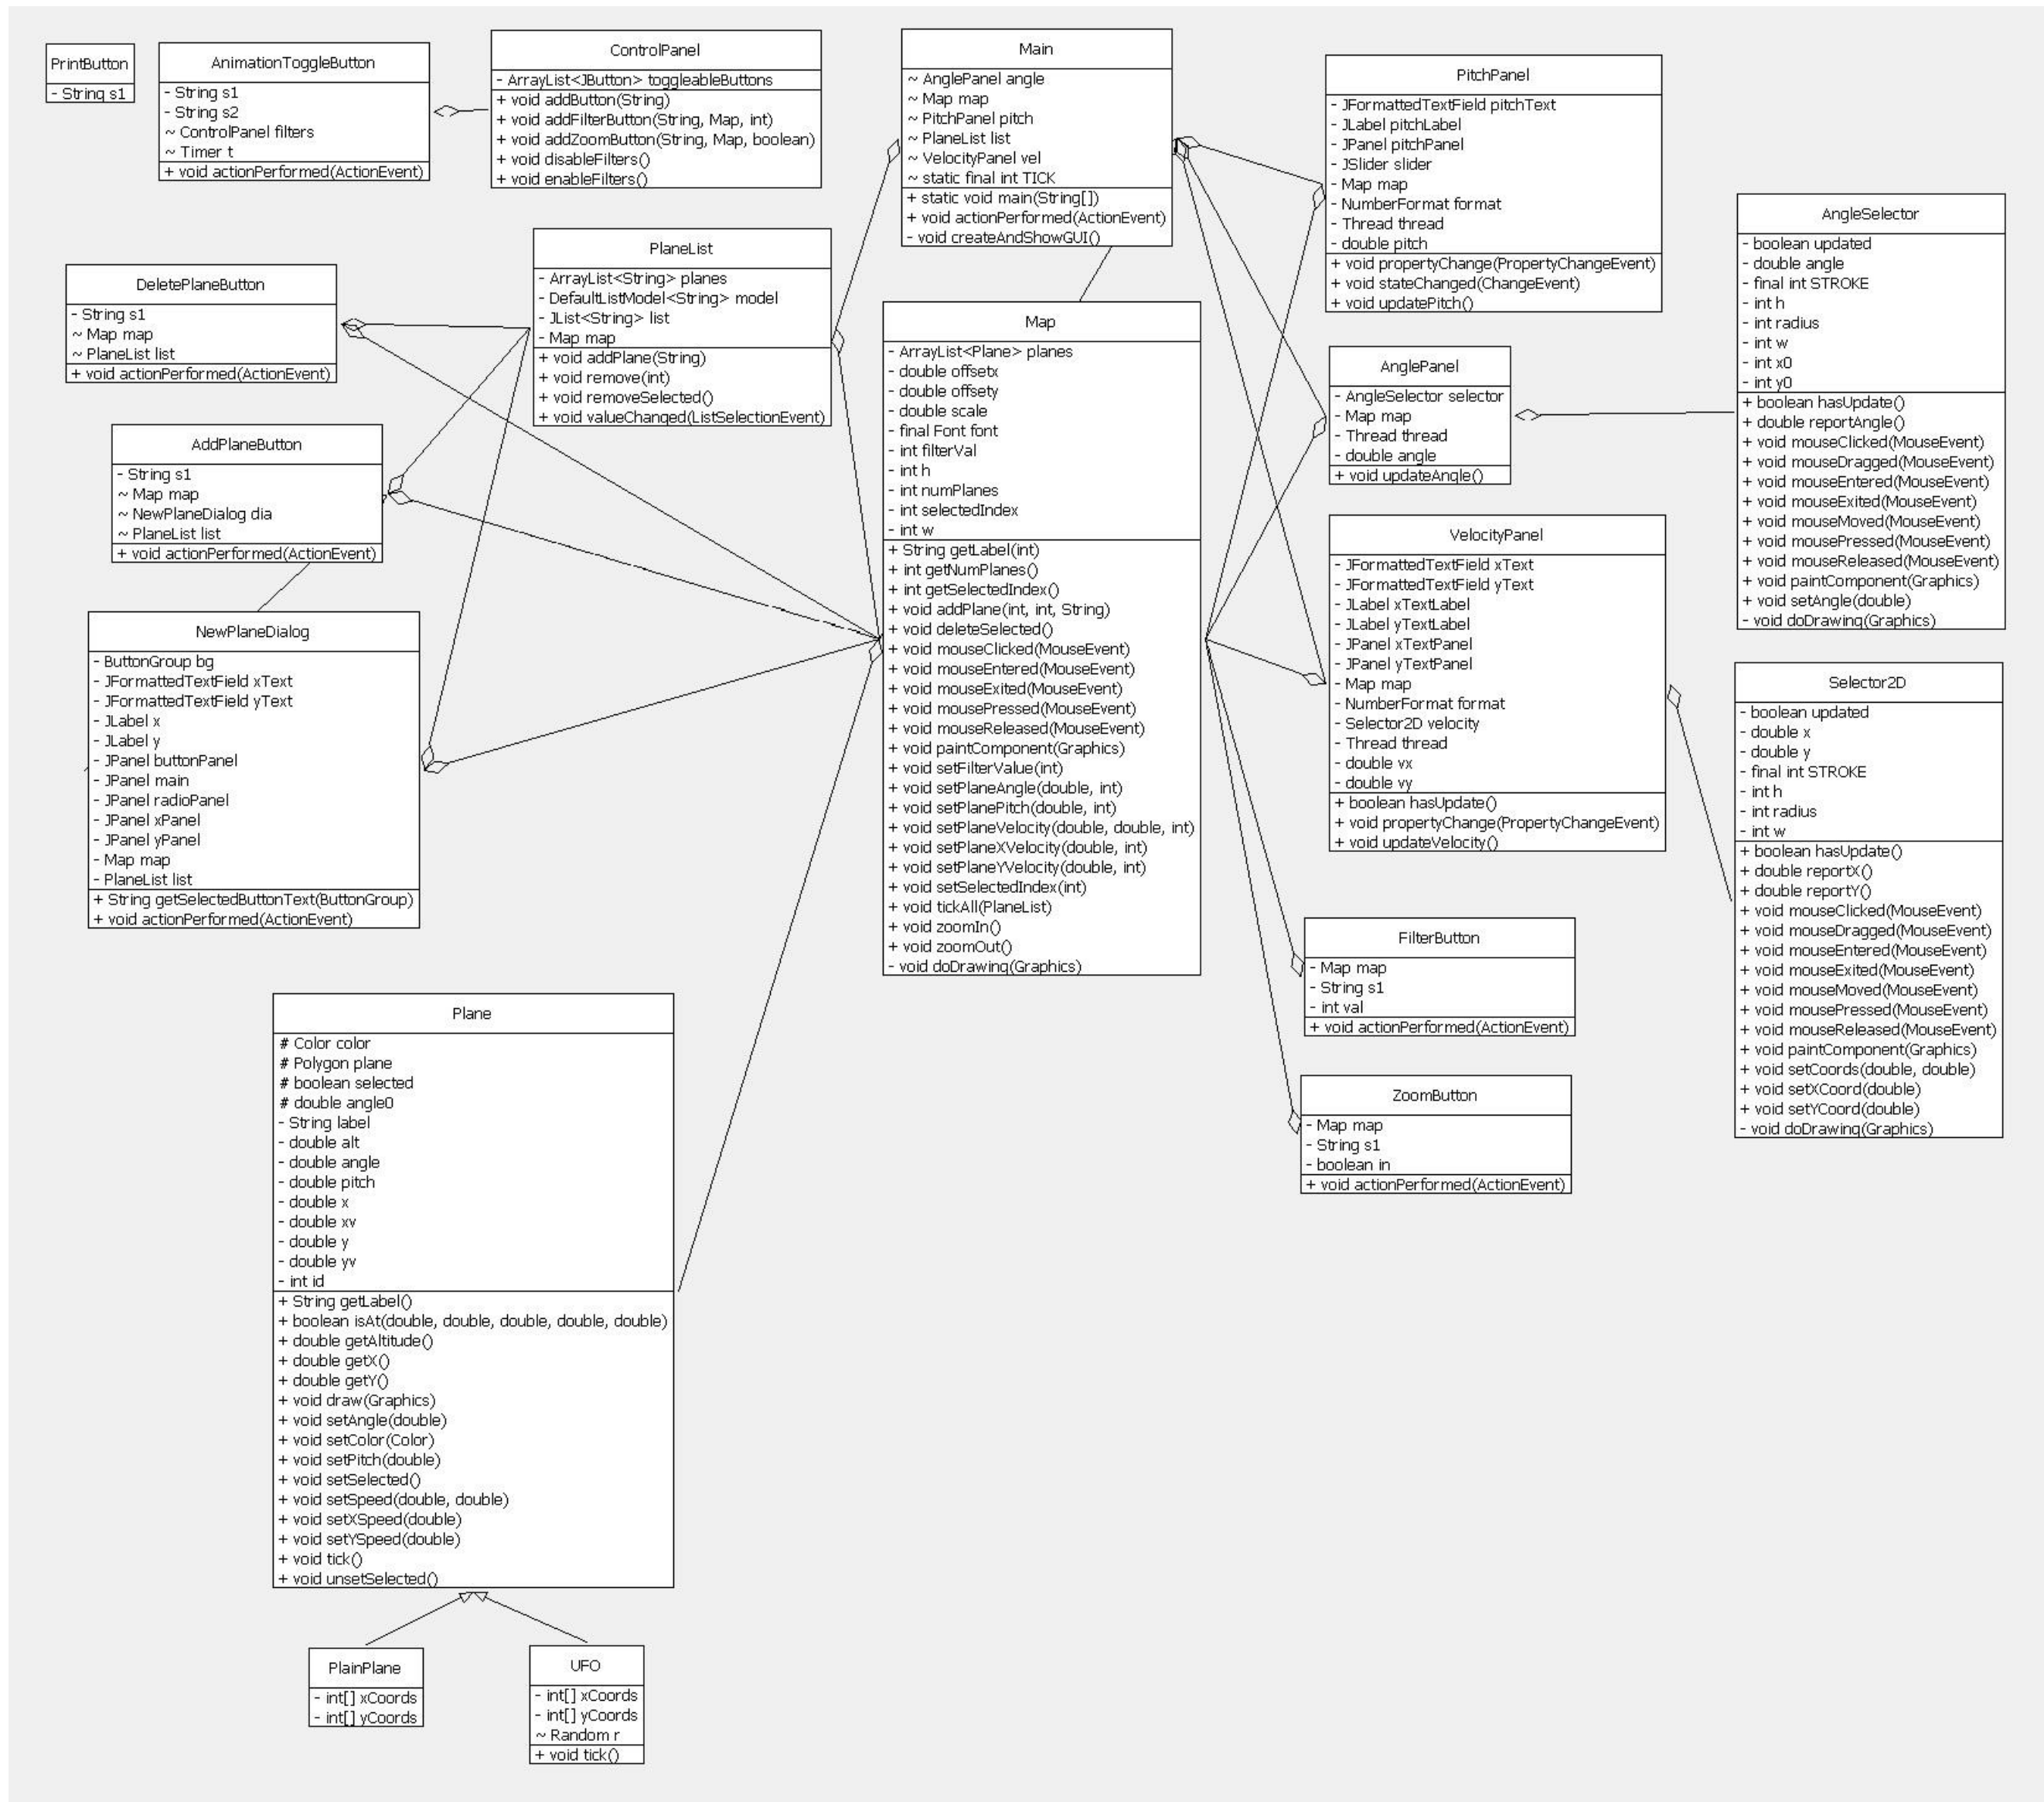 PrintButton
- String s1
AnimationToggleButton
- String s1
- String s2
~ ControlPanel filters
~ Timer t
+ void actionPerformed(ActionEvent)
ControlPanel
- ArrayList<JButton> toggleableButtons
+ void addButton(String)
+ void addFilterButton(String, Map, int)
+ void addZoomButton(String, Map, boolean)
+ void disableFilters()
+ void enableFilters()
Main
~ AnglePanel angle
~ Map map
~ PitchPanel pitch
~ PlaneList list
~ VelocityPanel vel
~ static final int TICK
+ static void main(String[])
+ void actionPerformed(ActionEvent)
- void createAndShowGUI()
PitchPanel
- JFormattedTextField pitchText
- JLabel pitchLabel
- JPanel pitchPanel
- JSlider slider
- Map map
- NumberFormat format
- Thread thread
- double pitch
+ void propertyChange(PropertyChangeEvent)
+ void stateChanged(ChangeEvent)
+ void updatePitch()
AngleSelector
- boolean updated
- double angle
- final int STROKE
- int h
- int radius
- int w
- int x0
- int y0
+ boolean hasUpdate()
+ double reportAngle()
+ void mouseClicked(MouseEvent)
+ void mouseDragged(MouseEvent)
+ void mouseEntered(MouseEvent)
+ void mouseExited(MouseEvent)
+ void mouseMoved(MouseEvent)
+ void mousePressed(MouseEvent)
+ void mouseReleased(MouseEvent)
+ void paintComponent(Graphics)
+ void setAngle(double)
- void doDrawing(Graphics)
DeletePlaneButton
- String s1
~ Map map
~ PlaneList list
+ void actionPerformed(ActionEvent)
PlaneList
- ArrayList<String> planes
- DefaultListModel<String> model
- JList<String> list
- Map map
+ void addPlane(String)
+ void remove(int)
+ void removeSelected()
+ void valueChanged(ListSelectionEvent)
Map
- ArrayList<Plane> planes
- double offsetx
- double offsety
- double scale
- final Font font
- int filterVal
- int h
- int numPlanes
- int selectedIndex
- int w
+ String getLabel(int)
+ int getNumPlanes()
+ int getSelectedIndex()
+ void addPlane(int, int, String)
+ void deleteSelected()
+ void mouseClicked(MouseEvent)
+ void mouseEntered(MouseEvent)
+ void mouseExited(MouseEvent)
+ void mousePressed(MouseEvent)
+ void mouseReleased(MouseEvent)
+ void paintComponent(Graphics)
+ void setFilterValue(int)
+ void setPlaneAngle(double, int)
+ void setPlanePitch(double, int)
+ void setPlaneVelocity(double, double, int)
+ void setPlaneXVelocity(double, int)
+ void setPlaneYVelocity(double, int)
+ void setSelectedIndex(int)
+ void tickAll(PlaneList)
+ void zoomIn()
+ void zoomOut()
- void doDrawing(Graphics)
AnglePanel
- AngleSelector selector
- Map map
- Thread thread
- double angle
+ void updateAngle()
AddPlaneButton
- String s1
~ Map map
~ NewPlaneDialog dia
~ PlaneList list
+ void actionPerformed(ActionEvent)
VelocityPanel
- JFormattedTextField xText
- JFormattedTextField yText
- JLabel xTextLabel
- JLabel yTextLabel
- JPanel xTextPanel
- JPanel yTextPanel
- Map map
- NumberFormat format
- Selector2D velocity
- Thread thread
- double vx
- double vy
+ boolean hasUpdate()
+ void propertyChange(PropertyChangeEvent)
+ void updateVelocity()
NewPlaneDialog
- ButtonGroup bg
- JFormattedTextField xText
- JFormattedTextField yText
- JLabel x
- JLabel y
- JPanel buttonPanel
- JPanel main
- JPanel radioPanel
- JPanel xPanel
- JPanel yPanel
- Map map
- PlaneList list
+ String getSelectedButtonText(ButtonGroup)
+ void actionPerformed(ActionEvent)
Selector2D
- boolean updated
- double x
- double y
- final int STROKE
- int h
- int radius
- int w
+ boolean hasUpdate()
+ double reportX()
+ double reportY()
+ void mouseClicked(MouseEvent)
+ void mouseDragged(MouseEvent)
+ void mouseEntered(MouseEvent)
+ void mouseExited(MouseEvent)
+ void mouseMoved(MouseEvent)
+ void mousePressed(MouseEvent)
+ void mouseReleased(MouseEvent)
+ void paintComponent(Graphics)
+ void setCoords(double, double)
+ void setXCoord(double)
+ void setYCoord(double)
- void doDrawing(Graphics)
FilterButton
- Map map
- String s1
- int val
+ void actionPerformed(ActionEvent)
ZoomButton
- Map map
- String s1
- boolean in
+ void actionPerformed(ActionEvent)
Plane
# Color color
# Polygon plane
# boolean selected
# double angle0
- String label
- double alt
- double angle
- double pitch
- double x
- double xv
- double y
- double yv
- int id
+ String getLabel()
+ boolean isAt(double, double, double, double, double)
+ double getAltitude()
+ double getX()
+ double getY()
+ void draw(Graphics)
+ void setAngle(double)
+ void setColor(Color)
+ void setPitch(double)
+ void setSelected()
+ void setSpeed(double, double)
+ void setXSpeed(double)
+ void setYSpeed(double)
+ void tick()
+ void unsetSelected()
PlainPlane
- int[] xCoords
- int[] yCoords
UFO
- int[] xCoords
- int[] yCoords
~ Random r
+ void tick()